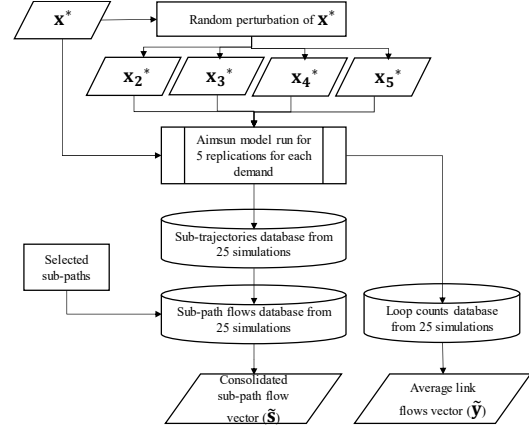 x*
Random perturbation of x*
x₂*
x₃*
x₄*
x₅*
Aimsun model run for
5 replications for each
demand
Sub-trajectories database from
25 simulations
Selected
sub-paths
Sub-path flows database from
25 simulations
Loop counts database
from 25 simulations
Consolidated
sub-path flow
vector (s̃)
Average link
flows vector (ỹ)